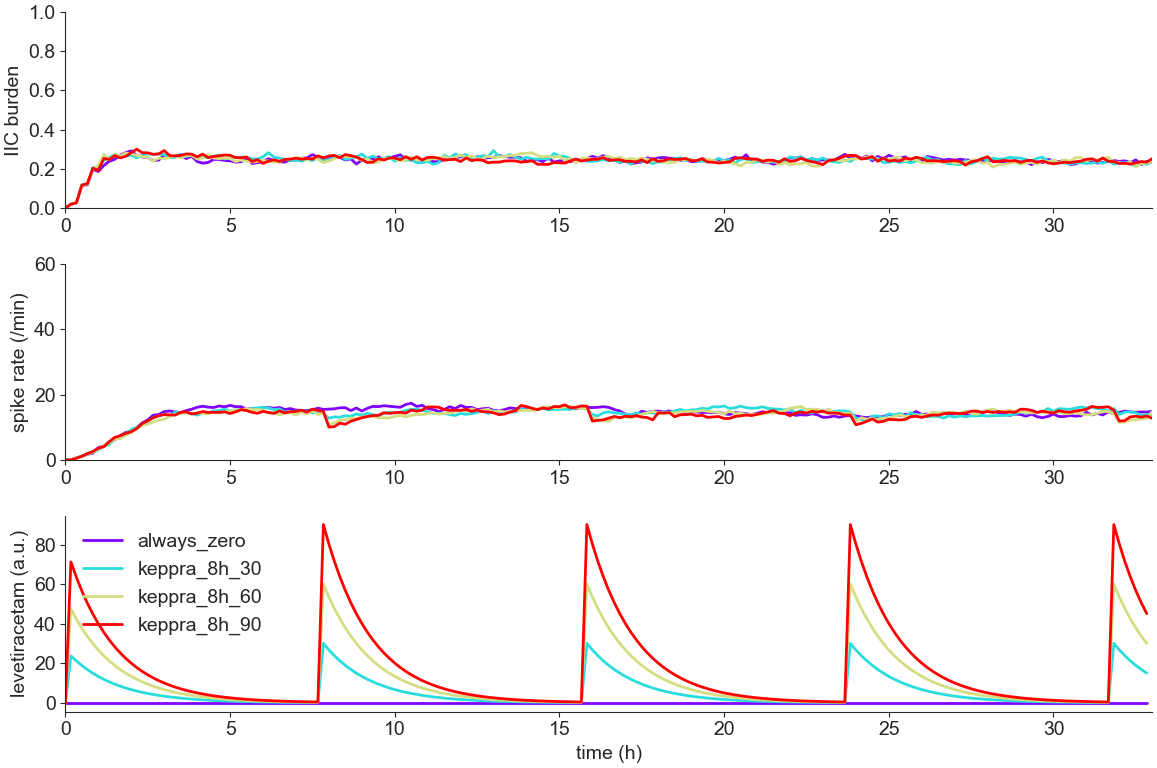 1.0
0.8
0.6
0.4
0.2
0.0
IIC burden
0 5 10 15 20 25 30
60
40
20
0
spike rate (/min)
0 5 10 15 20 25 30
80
60
40
20
0
levetiracetam (a.u.)
always_zero
keppra_8h_30
keppra_8h_60
keppra_8h_90
0 5 10 15 20 25 30
time (h)